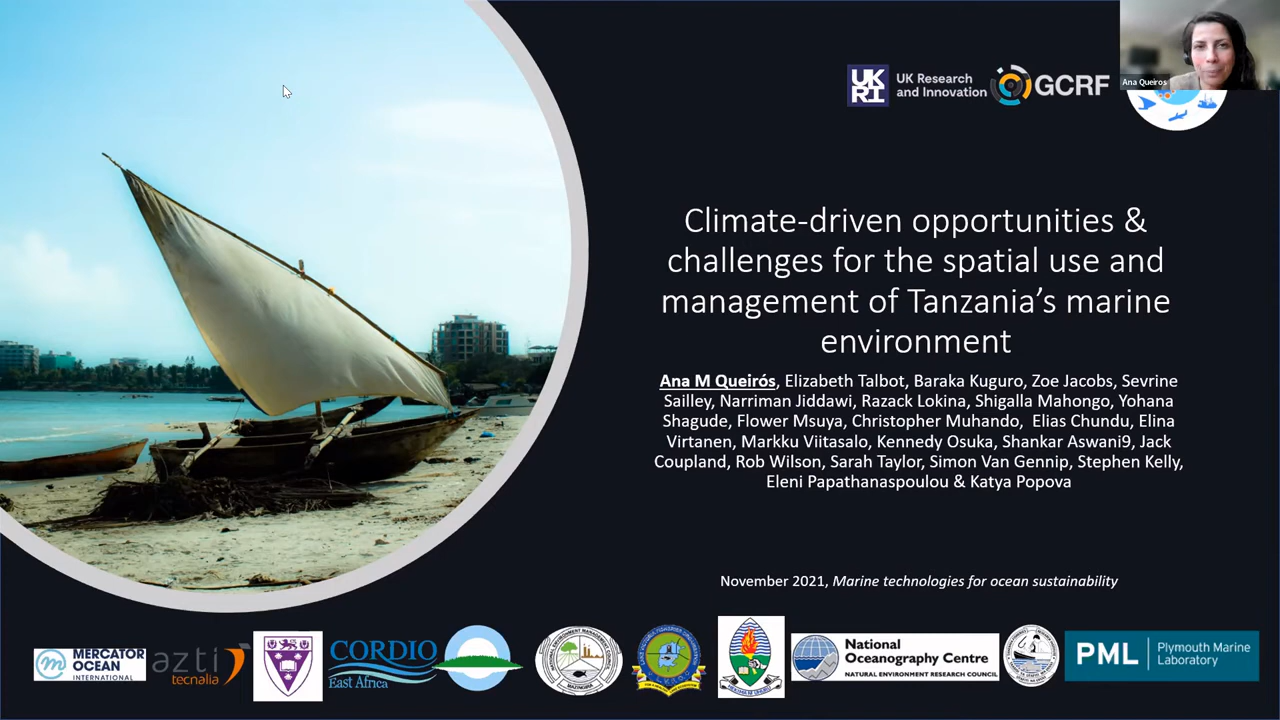 UK RI
UK Research
and Innovation
GCRF
Ana Queiros
Climate-driven opportunities &
challenges for the spatial use and
management of Tanzania's marine
environment
Ana M Queirós, Elizabeth Talbot, Baraka Kuguro, Zoe Jacobs, Sevrine
Sailley, Narriman Jiddawi, Razack Lokina, Shigalla Mahongo, Yohana
Shagude, Flower Msuya, Christopher Muhando, Elias Chundu, Elina
Virtanen, Markku Viitasalo, Kennedy Osuka, Shankar Aswani9, Jack
Coupland, Rob Wilson, Sarah Taylor, Simon Van Gennip, Stephen Kelly,
Eleni Papathanaspoulou & Katya Popova
November 2021, Marine technologies for ocean sustainability
MERCATOR
OCEAN
INTERNATIONAL
azti
tecnalia
CORDIO
East Africa
National
Oceanography Centre
NATURAL ENVIRONMENT RESEARCH COUNCIL
PML
Plymouth Marine
Laboratory